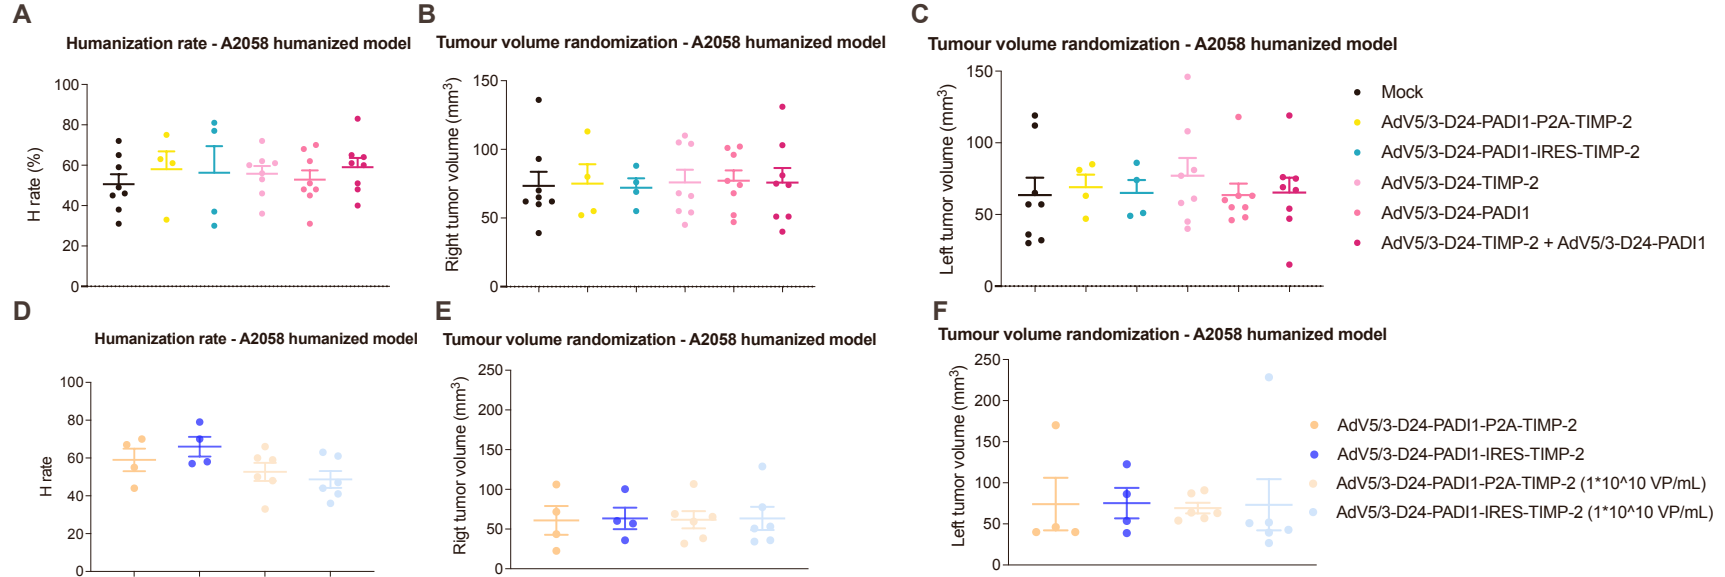 A
Humanization rate - A2058 humanized model
H rate (%)
100
80
60
40
20
0
B
Tumour volume randomization - A2058 humanized model
Right tumor volume (mm3)
150
100
50
0
C
Tumour volume randomization - A2058 humanized model
Left tumor volume (mm3)
150
100
50
0
Mock
AdV5/3-D24-PADI1-P2A-TIMP-2
AdV5/3-D24-PADI1-IRES-TIMP-2
AdV5/3-D24-TIMP-2
AdV5/3-D24-PADI1
AdV5/3-D24-TIMP-2 + AdV5/3-D24-PADI1
D
Humanization rate - A2058 humanized model
H rate
100
80
60
40
20
0
E
Tumour volume randomization - A2058 humanized model
Rigt tumor volume (mm3)
250
200
150
100
50
0
F
Tumour volume randomization - A2058 humanized model
Left tumor volume (mm3)
250
200
150
100
50
0
AdV5/3-D24-PADI1-P2A-TIMP-2
AdV5/3-D24-PADI1-IRES-TIMP-2
AdV5/3-D24-PADI1-P2A-TIMP-2 (1*10^10 VP/mL)
AdV5/3-D24-PADI1-IRES-TIMP-2 (1*10^10 VP/mL)